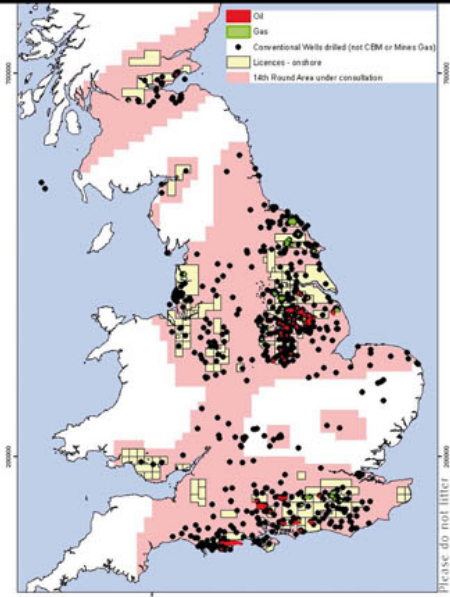 Oil
Gas
Conventional Wells drilled (not CBM or Mines Gas)
Licences - onshore
14th Round Area under consultation
700000
700000
200000
200000
Please do not litter